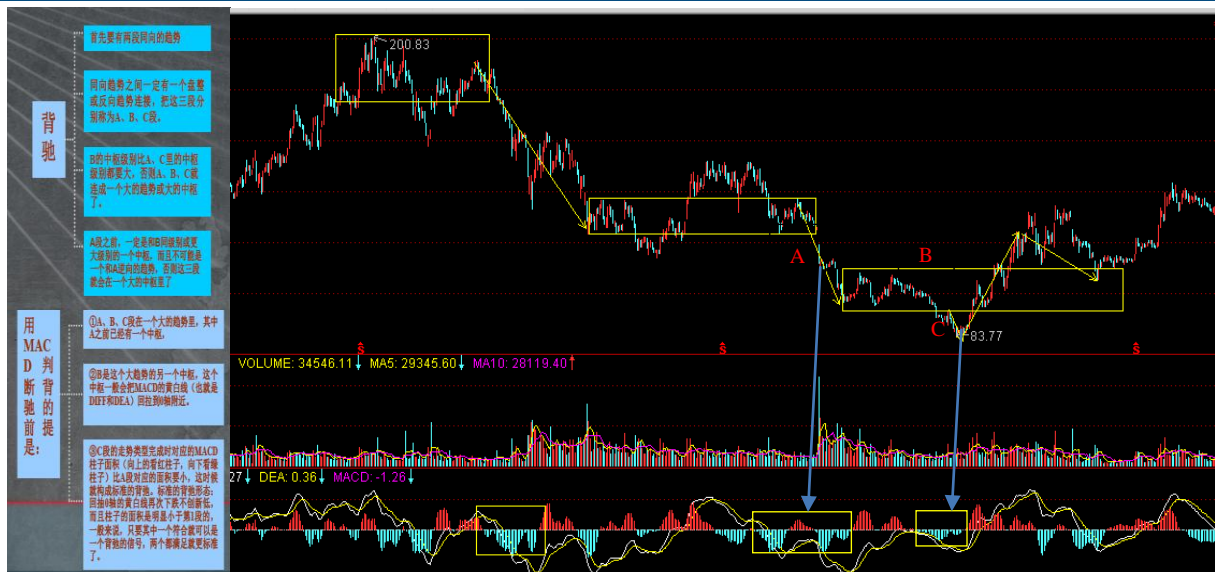 背
驰
首先要有两段同向的趋势
同向趋势之间一定有一个盘整
或反向趋势连接,把这三段分
别称为A、B、C段。
B的中枢级别比A、C里的中枢
级别都要大,否则A、B、C就
连成一个大的趋势或大的中枢
了。
A段之前,一定是和B同级别或更
大级别的一个中枢,而且不可能是
一个和A逆向的趋势,否则这三段
就会在一个大的中枢里了
用 判
MAC 背
D 驰
断 的
驰 提
前
是:
①A、B、C段在一个大的趋势里,其中
A之前已经有一个中枢,
②B是这个大趋势的另一个中枢,这个
中枢一般会把MACD的黄白线(也就是
DIFF和DEA)回拉到0轴附近。
③C段的走势类型完成时对应的MACD
柱子面积(向上的看红柱子,向下看绿
柱子)比A段对应的面积要小,这时候
就构成标准的背弛。标准的背弛形态:
回抽0轴的黄白线再次下跌不创新低,
而且柱子的面积是明显小于第1段的,
一般来说,只要其中一个符合就可以是
一个背弛的信号,两个都满足就更标准
了。
200.83
A
B
C
83.77
S
S
S
VOLUME: 34546.11↓ MA5: 29345.60↓ MA10: 28119.40↑
27↓ DEA: 0.36↓ MACD: -1.26↓